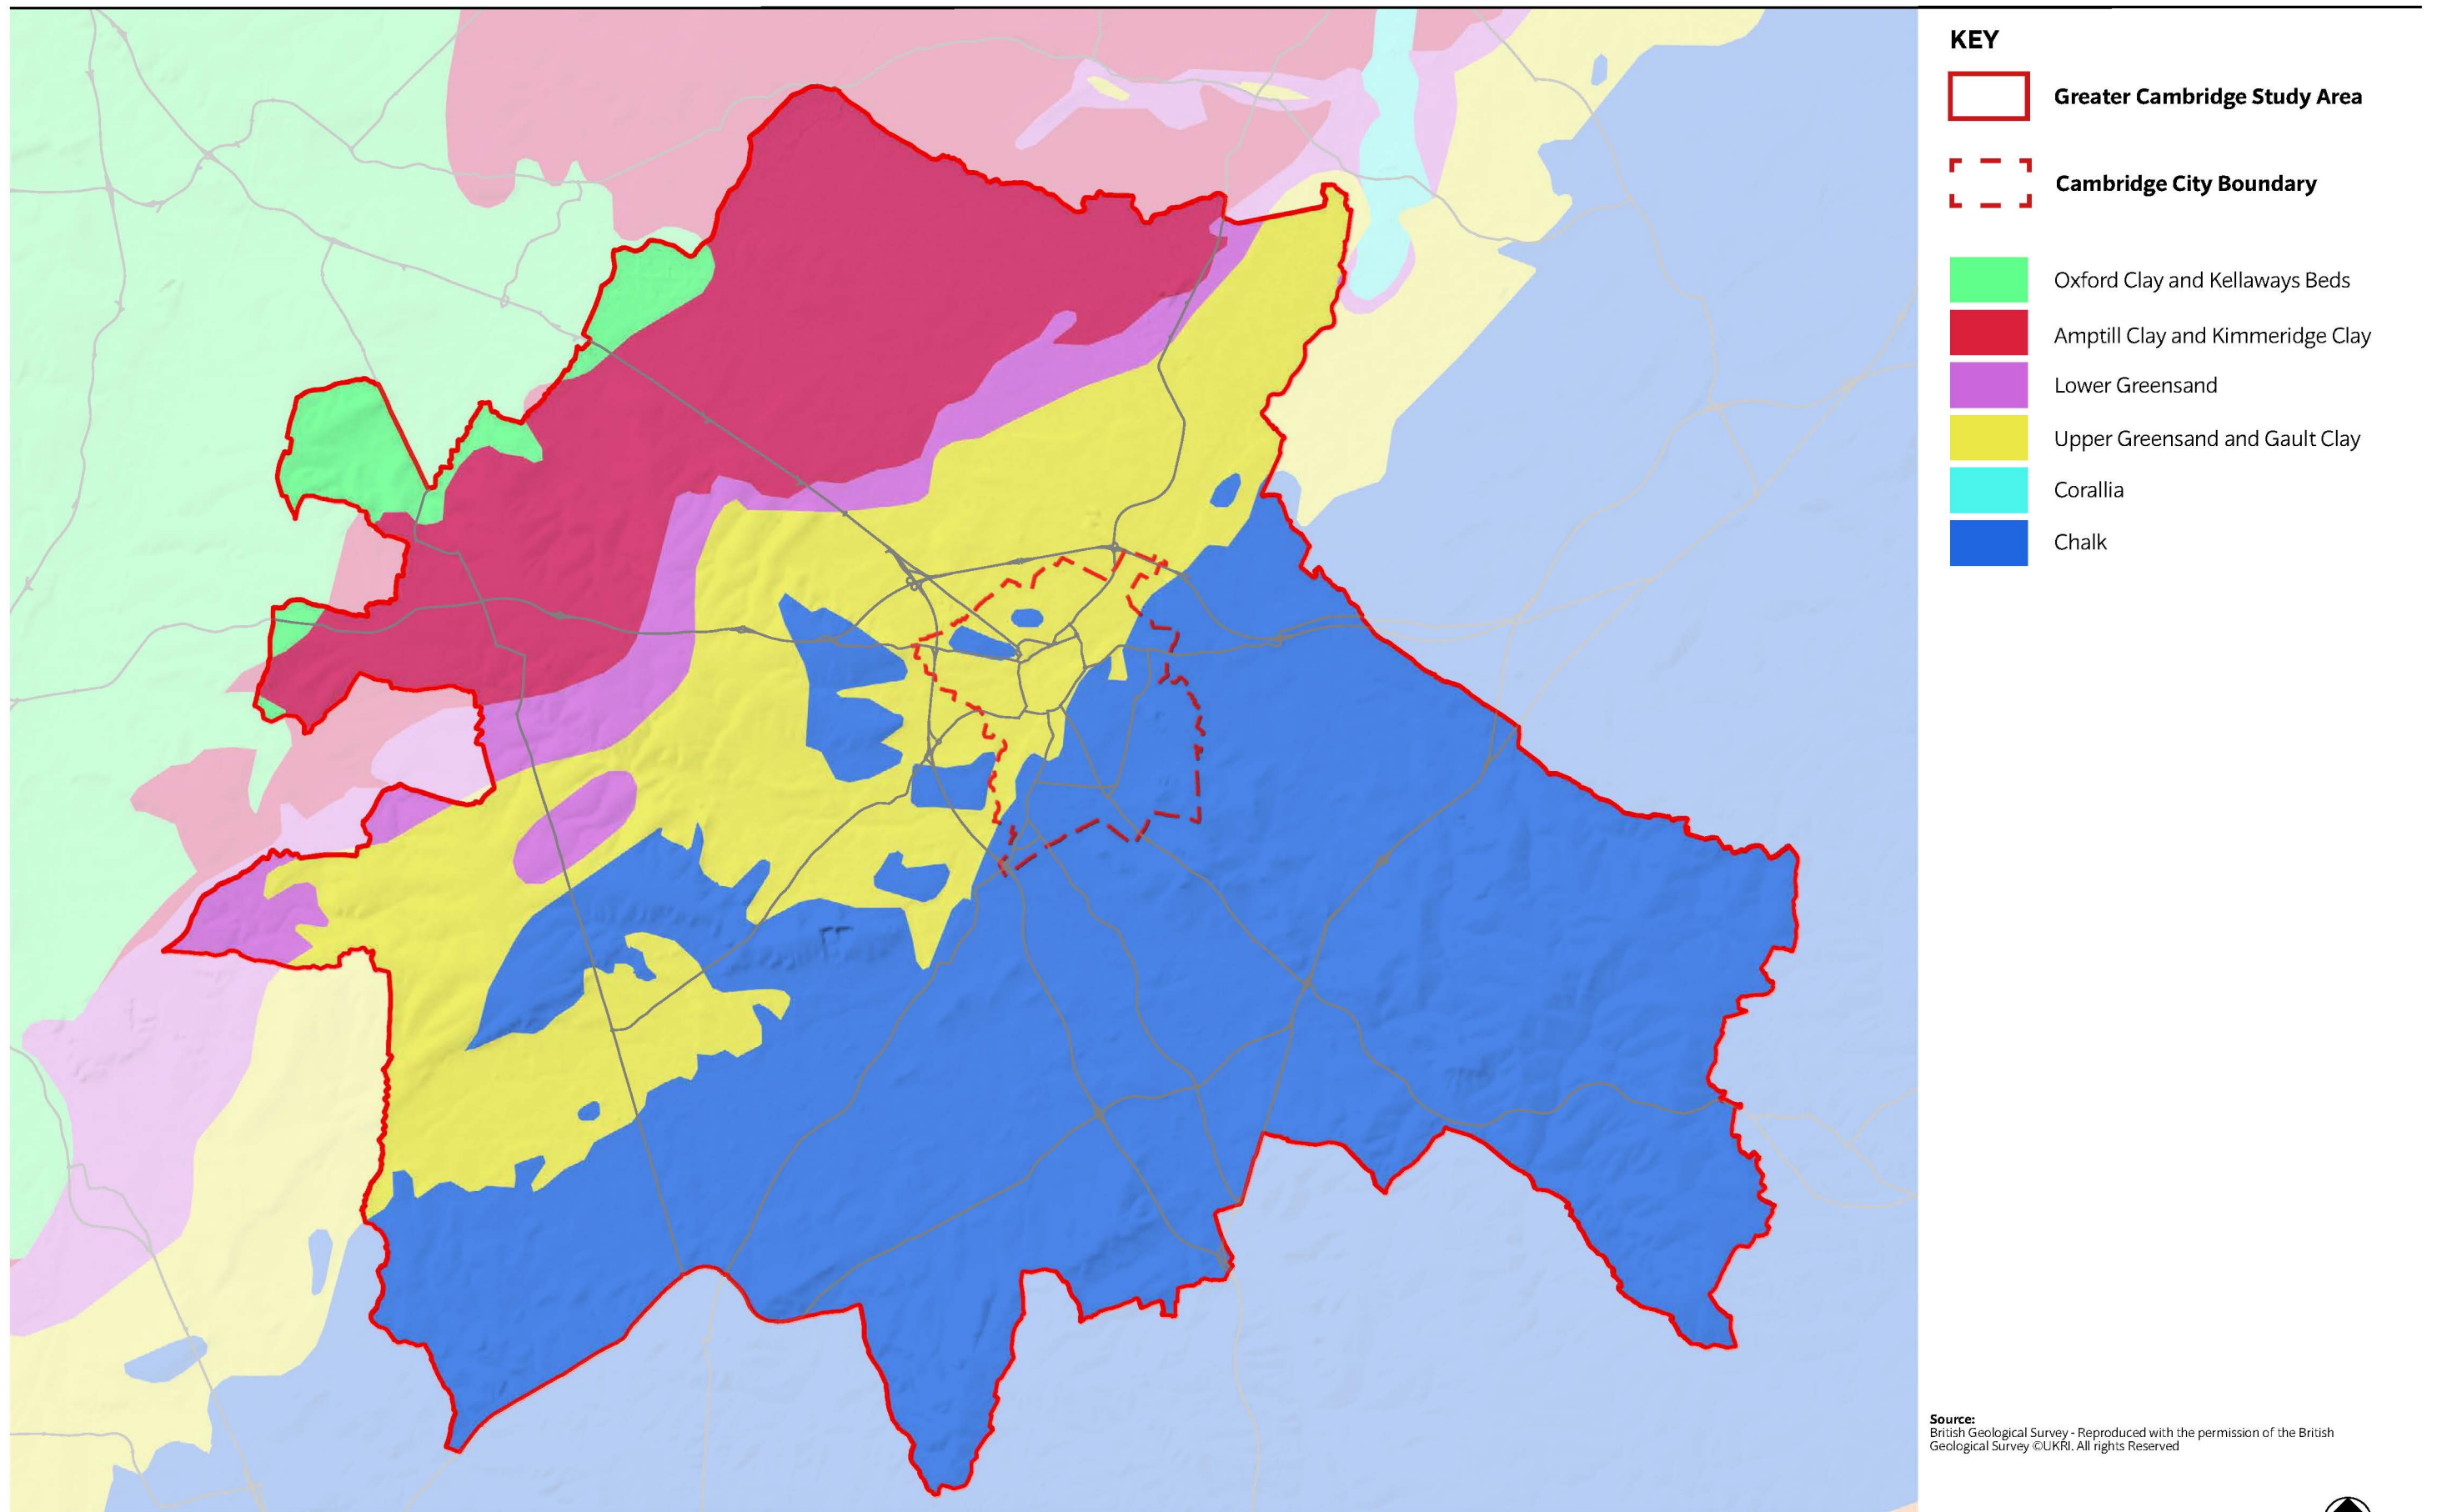 KEY
Greater Cambridge Study Area
Cambridge City Boundary
Oxford Clay and Kellaways Beds
Amptill Clay and Kimmeridge Clay
Lower Greensand
Upper Greensand and Gault Clay
Corallia
Chalk
Source:
British Geological Survey - Reproduced with the permission of the British
Geological Survey ©UKRI. All rights Reserved